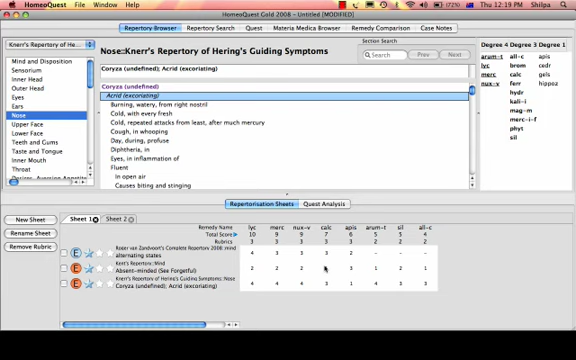 HomeQuest File Edit Window Help (71%) Thu 12:19 PM Shilpa
HomeoQuest Gold 2008 - Untitled [MODIFIED]
Repertory Browser Repertory Search Quest Materia Medica Browser Remedy Comparison Case Notes
Knerr's Repertory of He...
Nose:Knerr's Repertory of Hering's Guiding Symptoms
Section Search
Search Prev Next
Coryza (undefined); Acrid (excoriating)
Mind and Disposition
Sensorium
Inner Head
Outer Head
Eyes
Ears
Nose
Upper Face
Lower Face
Teeth and Gums
Taste and Tongue
Inner Mouth
Throat
Coryza (undefined)
Acrid (excoriating)
Burning, watery, from right nostril
Cold, with every fresh
Cold, repeated attacks from least, after much mercury
Cough, in whooping
Day, during, profuse
Diphtheria, in
Eyes, in inflammation of
Fluent
In open air
Causes biting and stinging
Degree 4 Degree 3 Degree 1
arum-t all-c apis
lyc brom cedr
merc calc gels
nux-v ferr hippoz
hydr
kali-i
mag-m
merc-i-f
phyt
sil
Repertorisation Sheets Quest Analysis
New Sheet
Rename Sheet
Remove Rubric
Sheet 1 Sheet 2
Remedy Name lyc merc nux-v calc apis arum-t sil all-c
Total Score 10 9 9 7 6 5 5 4
Rubrics 3 3 3 3 3 2 2 2
Roger van Zandvoort's Complete Repertory 2008:mind
alternating states 4 3 3 3 2 - - -
Kent's Repertory:Mind
Absent-minded (See Forgetful) 2 2 2 3 1 2 1
Knerr's Repertory of Hering's Guiding Symptoms:Nose
Coryza (undefined); Acrid (excoriating) 4 4 4 3 1 4 3 3